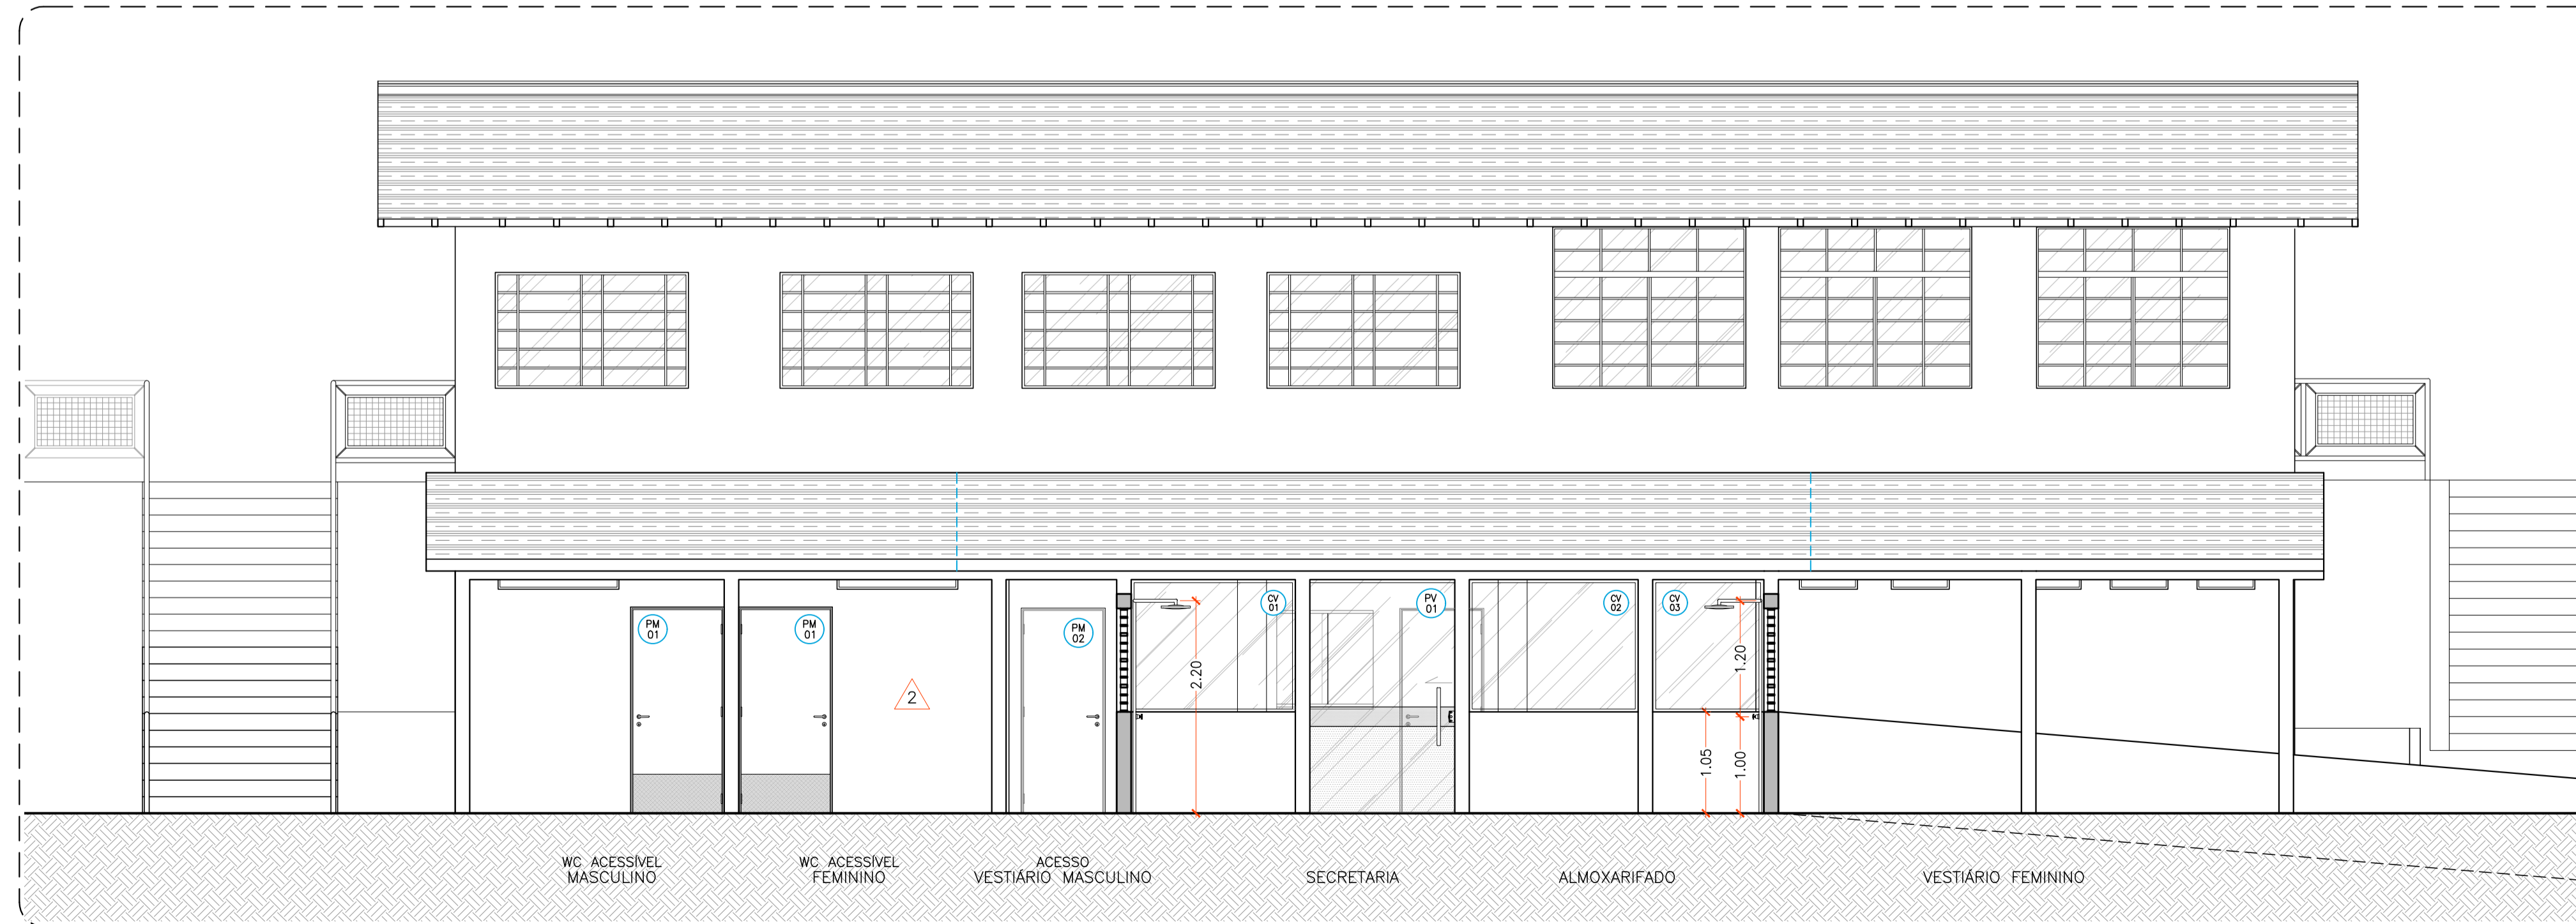 PM
01
PM
01
PM
02
CV
01
PV
01
CV
02
CV
03
2
2.20
1.20
1.05
1.00
WC ACESSÍVEL
MASCULINO
WC ACESSÍVEL
FEMININO
ACESSO
VESTIÁRIO MASCULINO
SECRETARIA
ALMOXARIFADO
VESTIÁRIO FEMININO